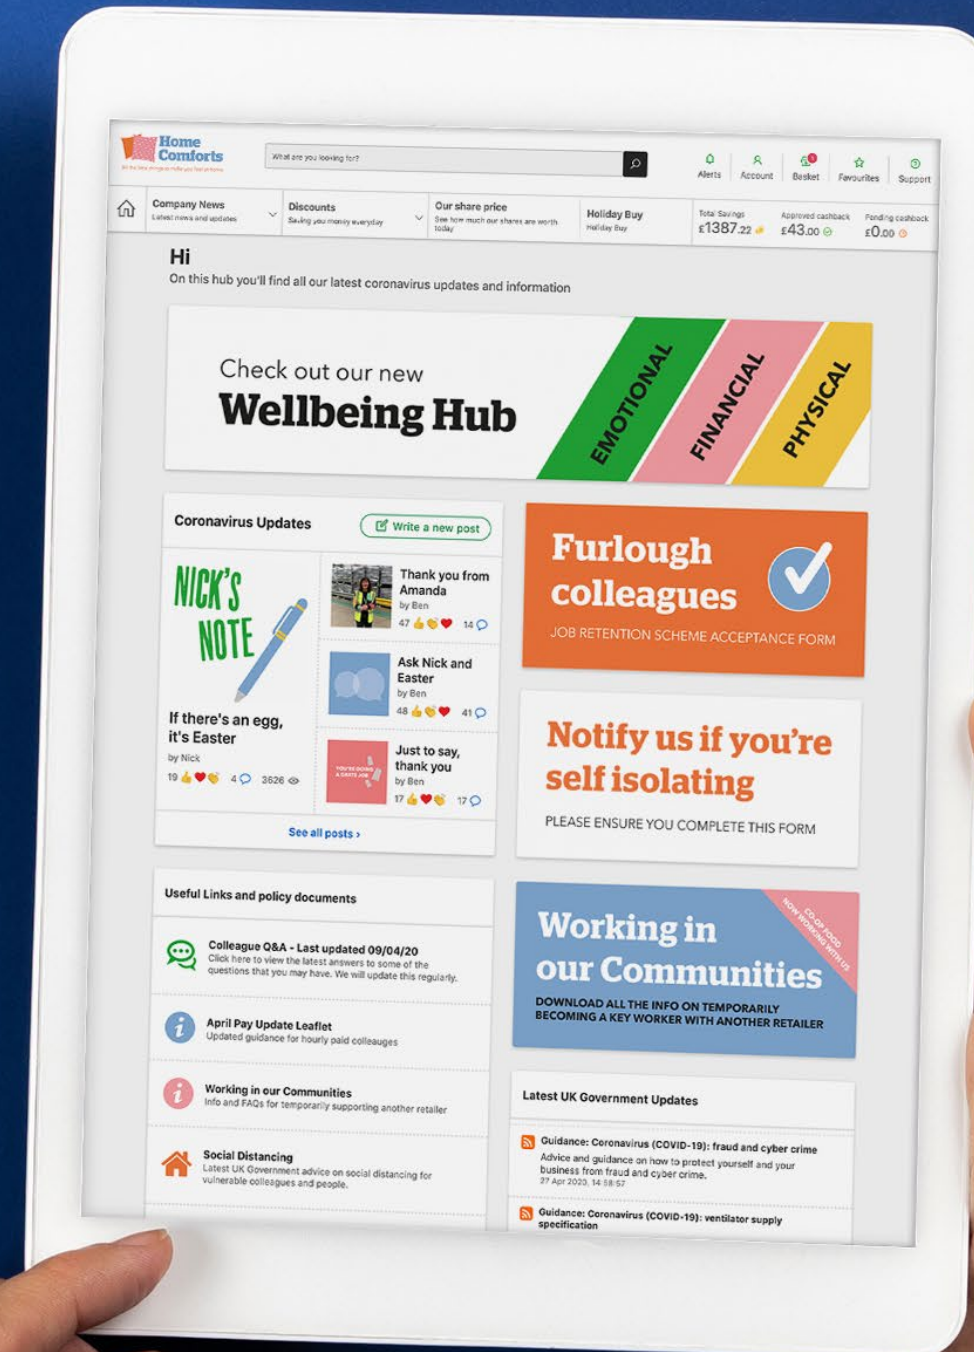 Home
Comforts
What are you looking for?
Alerts
Account
Basket
Favourites
Support
Company News
Latest news and updates
Discounts
Saving you money everyday
Our share price
See how much our shares are worth
today
Holiday Buy
Holiday Buy
Total Savings
£1387.22
Approved cashback
£43.00
Pending cashback
£0.00
Hi
On this hub you'll find all our latest coronavirus updates and information
Check out our new
Wellbeing Hub
EMOTIONAL
FINANCIAL
PHYSICAL
Coronavirus Updates
Write a new post
NICK'S
NOTE
If there's an egg,
it's Easter
by Nick
19
4
3626
Thank you from
Amanda
by Ben
47
14
Ask Nick and
Easter
by Ben
48
41
YOU'RE DOING
A GREAT JOB
Just to say,
thank you
by Ben
17
17
See all posts ›
Furlough
colleagues
JOB RETENTION SCHEME ACCEPTANCE FORM
Notify us if you're
self isolating
PLEASE ENSURE YOU COMPLETE THIS FORM
Useful Links and policy documents
Colleague Q&A - Last updated 09/04/20
Click here to view the latest answers to some of the
questions that you may have. We will update this regularly.
April Pay Update Leaflet
Updated guidance for hourly paid colleauges
Working in our Communities
Info and FAQs for temporarily supporting another retailer
Social Distancing
Latest UK Government advice on social distancing for
vulnerable colleagues and people.
Working in
our Communities
CO-OP FOOD
NOW WORKING WITH US
DOWNLOAD ALL THE INFO ON TEMPORARILY
BECOMING A KEY WORKER WITH ANOTHER RETAILER
Latest UK Government Updates
Guidance: Coronavirus (COVID-19): fraud and cyber crime
Advice and guidance on how to protect yourself and your
business from fraud and cyber crime.
27 Apr 2020, 14:58:57
Guidance: Coronavirus (COVID-19): ventilator supply
specification